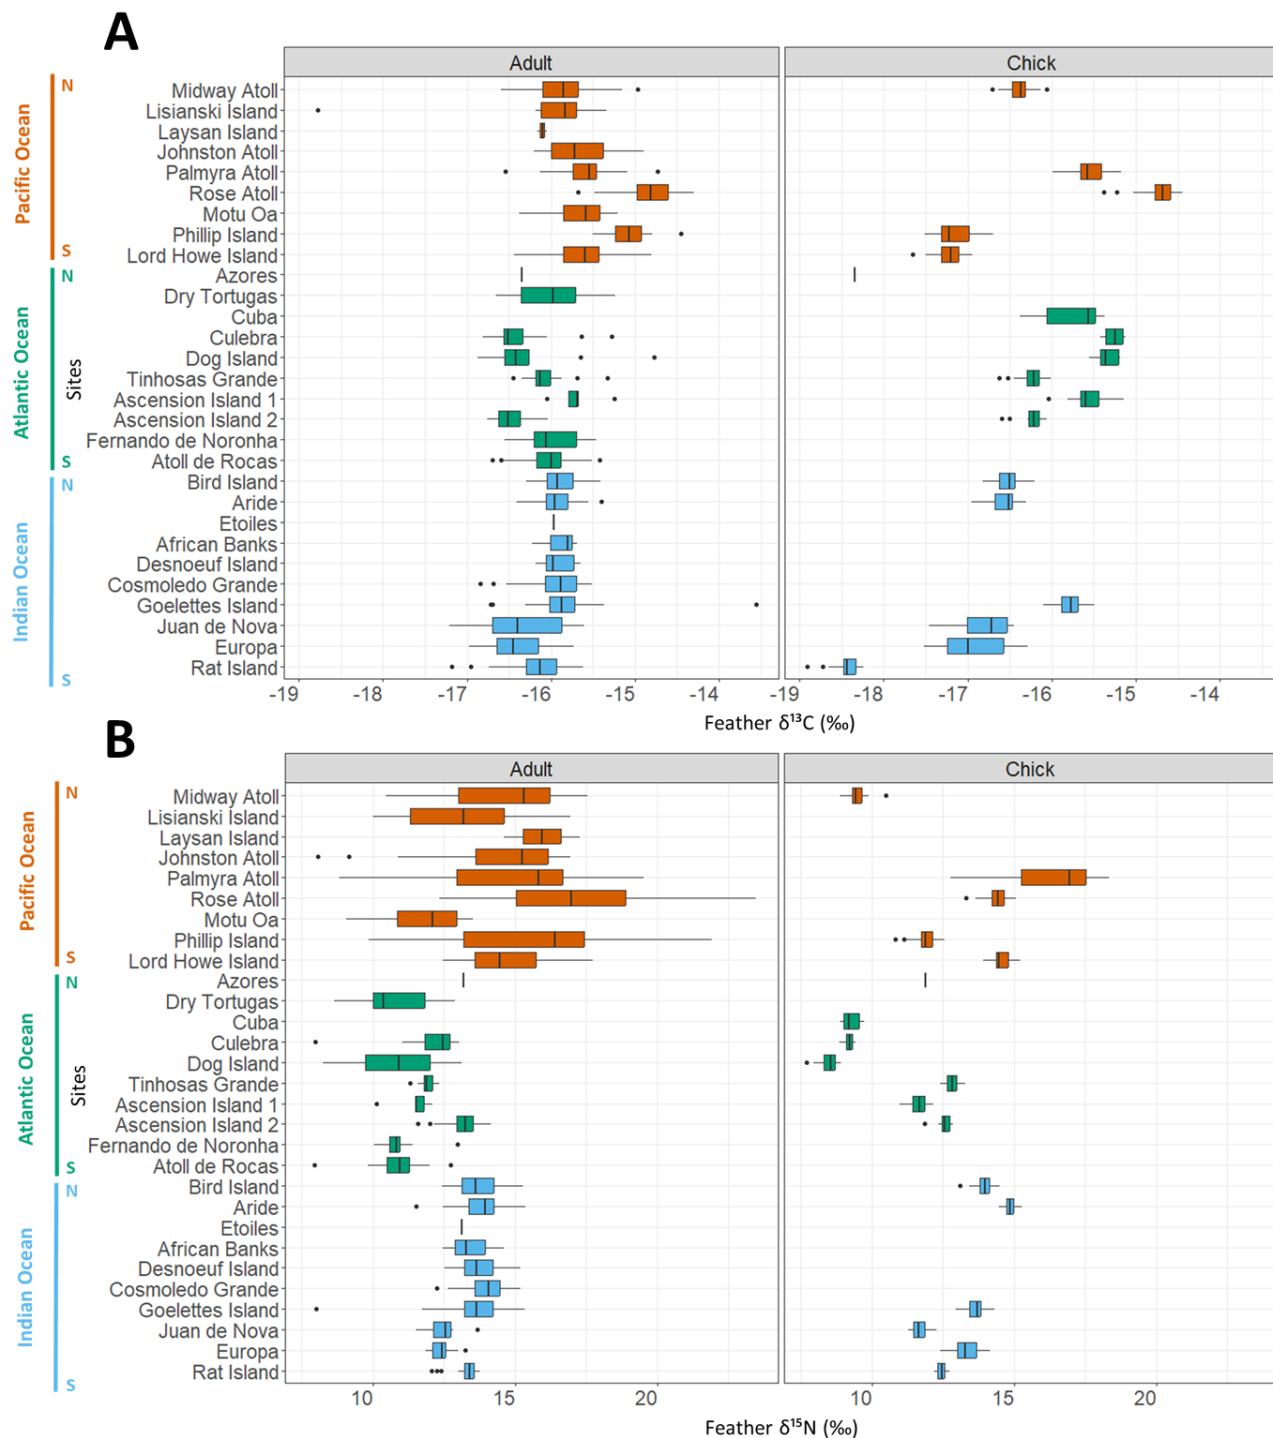 A
Adult
Chick
Pacific Ocean
N
S
Atlantic Ocean
N
S
Indian Ocean
N
S
Sites
Midway Atoll
Lisianski Island
Laysan Island
Johnston Atoll
Palmyra Atoll
Rose Atoll
Motu Oa
Phillip Island
Lord Howe Island
Azores
Dry Tortugas
Cuba
Culebra
Dog Island
Tinhosas Grande
Ascension Island 1
Ascension Island 2
Fernando de Noronha
Atoll de Rocas
Bird Island
Aride
Etoiles
African Banks
Desnoeuf Island
Cosmoledo Grande
Goelettes Island
Juan de Nova
Europa
Rat Island
-19 -18 -17 -16 -15 -14
-19 -18 -17 -16 -15 -14
Feather δ¹³C (‰)
B
Adult
Chick
Pacific Ocean
N
S
Atlantic Ocean
N
S
Indian Ocean
N
S
Sites
Midway Atoll
Lisianski Island
Laysan Island
Johnston Atoll
Palmyra Atoll
Rose Atoll
Motu Oa
Phillip Island
Lord Howe Island
Azores
Dry Tortugas
Cuba
Culebra
Dog Island
Tinhosas Grande
Ascension Island 1
Ascension Island 2
Fernando de Noronha
Atoll de Rocas
Bird Island
Aride
Etoiles
African Banks
Desnoeuf Island
Cosmoledo Grande
Goelettes Island
Juan de Nova
Europa
Rat Island
10 15 20
10 15 20
Feather δ¹⁵N (‰)